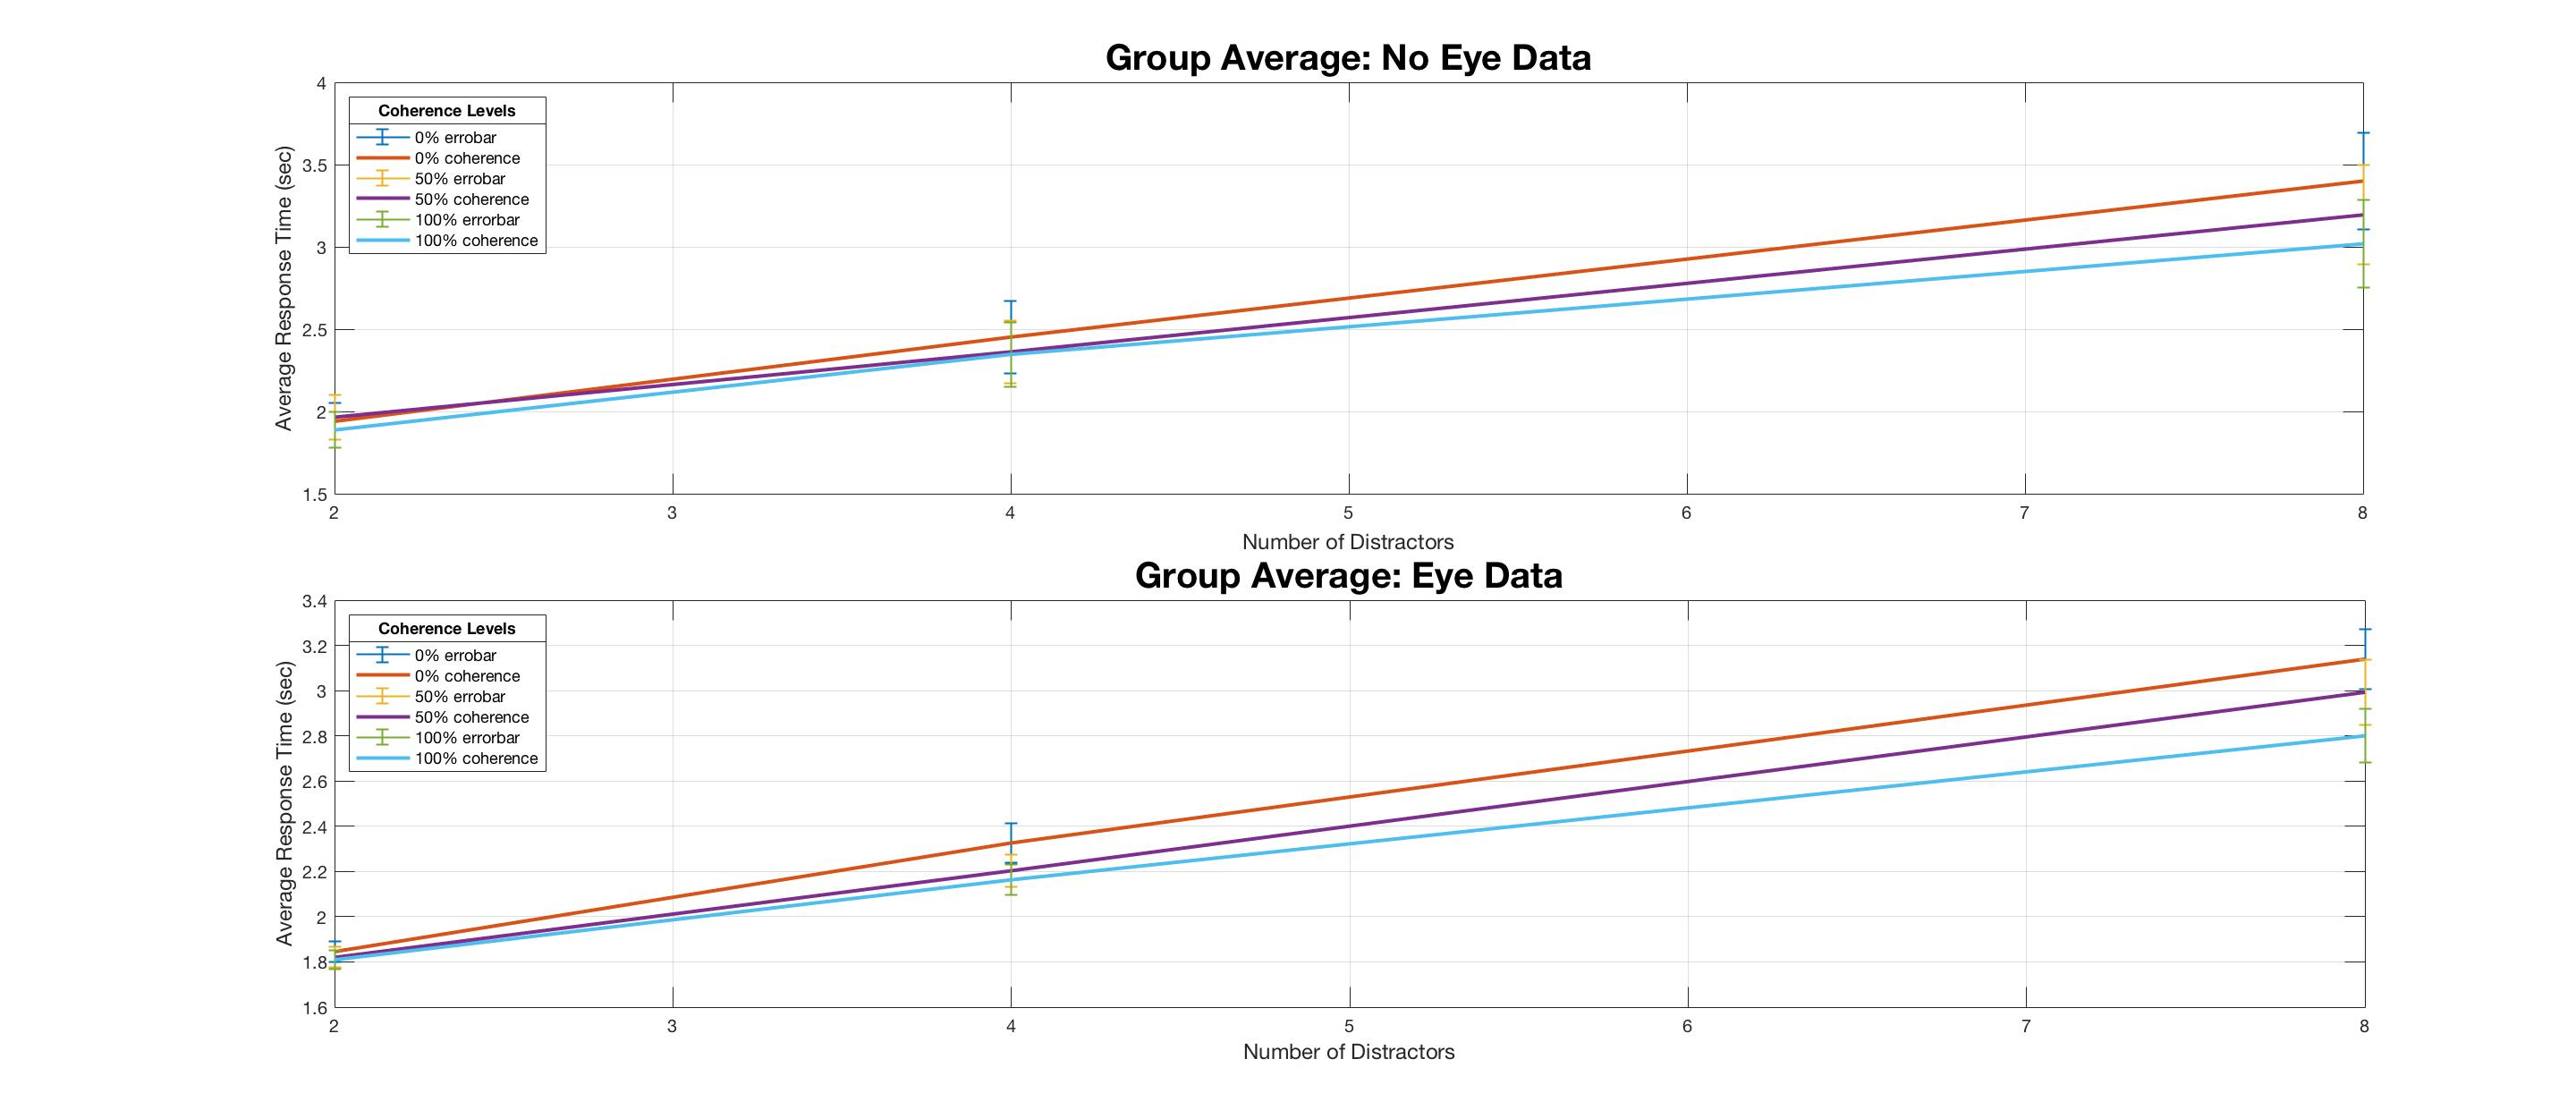 Group Average: No Eye Data
4
3.5
3
2.5
2
1.5
Average Response Time (sec)
Coherence Levels
0% errobar
0% coherence
50% errobar
50% coherence
100% errorbar
100% coherence
2 3 4 5 6 7 8
Number of Distractors
Group Average: Eye Data
3.4
3.2
3
2.8
2.6
2.4
2.2
2
1.8
1.6
Average Response Time (sec)
Coherence Levels
0% errobar
0% coherence
50% errobar
50% coherence
100% errorbar
100% coherence
2 3 4 5 6 7 8
Number of Distractors